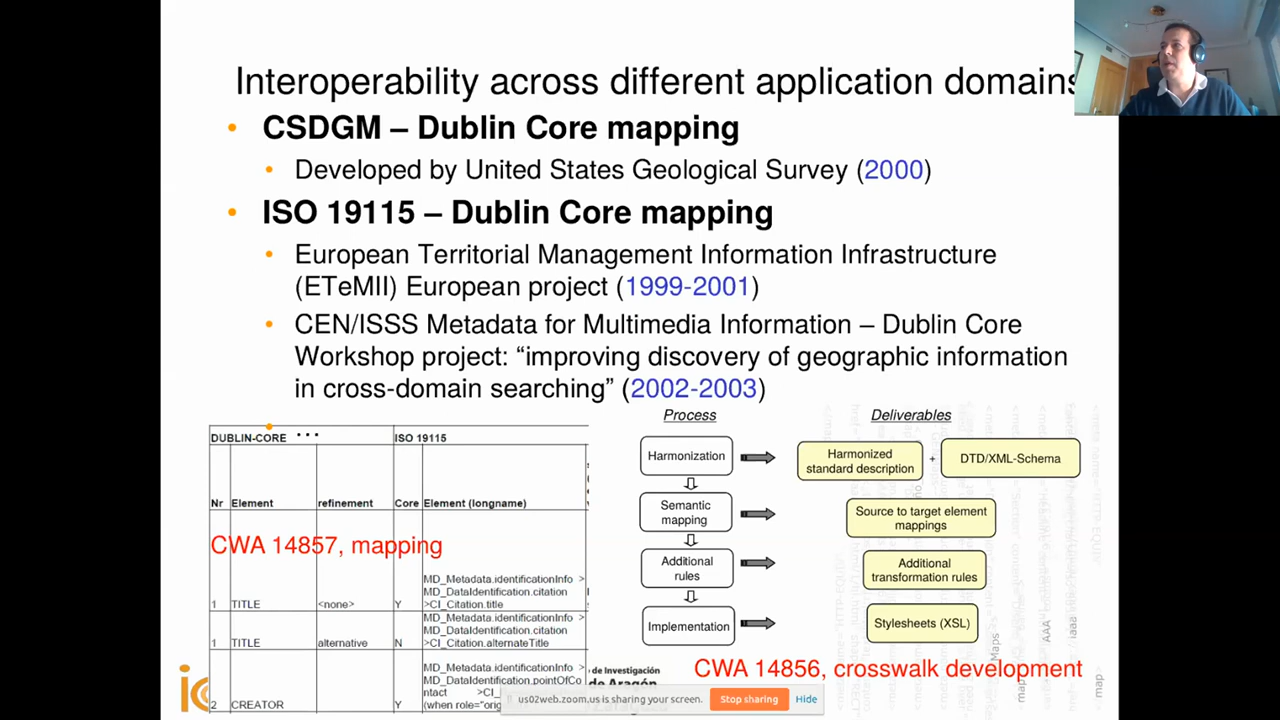 Interoperability across different application domains
• CSDGM – Dublin Core mapping
• Developed by United States Geological Survey (2000)
• ISO 19115 – Dublin Core mapping
• European Territorial Management Information Infrastructure
(ETeMII) European project (1999-2001)
• CEN/ISSS Metadata for Multimedia Information – Dublin Core
Workshop project: “improving discovery of geographic information
in cross-domain searching” (2002-2003)
• ...
DUBLIN-CORE ISO 19115
Nr Element refinement Core Element (longname)
CWA 14857, mapping
MD_Metadata.identificationInfo >
MD_DataIdentification.citation
1 TITLE <none> Y >CI_Citation.title
MD_Metadata.identificationInfo >
MD_DataIdentification.citation
1 TITLE alternative N >CI_Citation.alternateTitle
MD_Metadata.identificationInfo >
MD_DataIdentification.pointOfCo
ntact >CI_
2 CREATOR Y (when role="orig
Process
Harmonization
Semantic
mapping
Additional
rules
Implementation
Deliverables
Harmonized
standard description
+
DTD/XML-Schema
Source to target element
mappings
Additional
transformation rules
Stylesheets (XSL)
CWA 14856, crosswalk development
de Investigación
de Aragón
us02web.zoom.us is sharing your screen.
Stop sharing
Hide